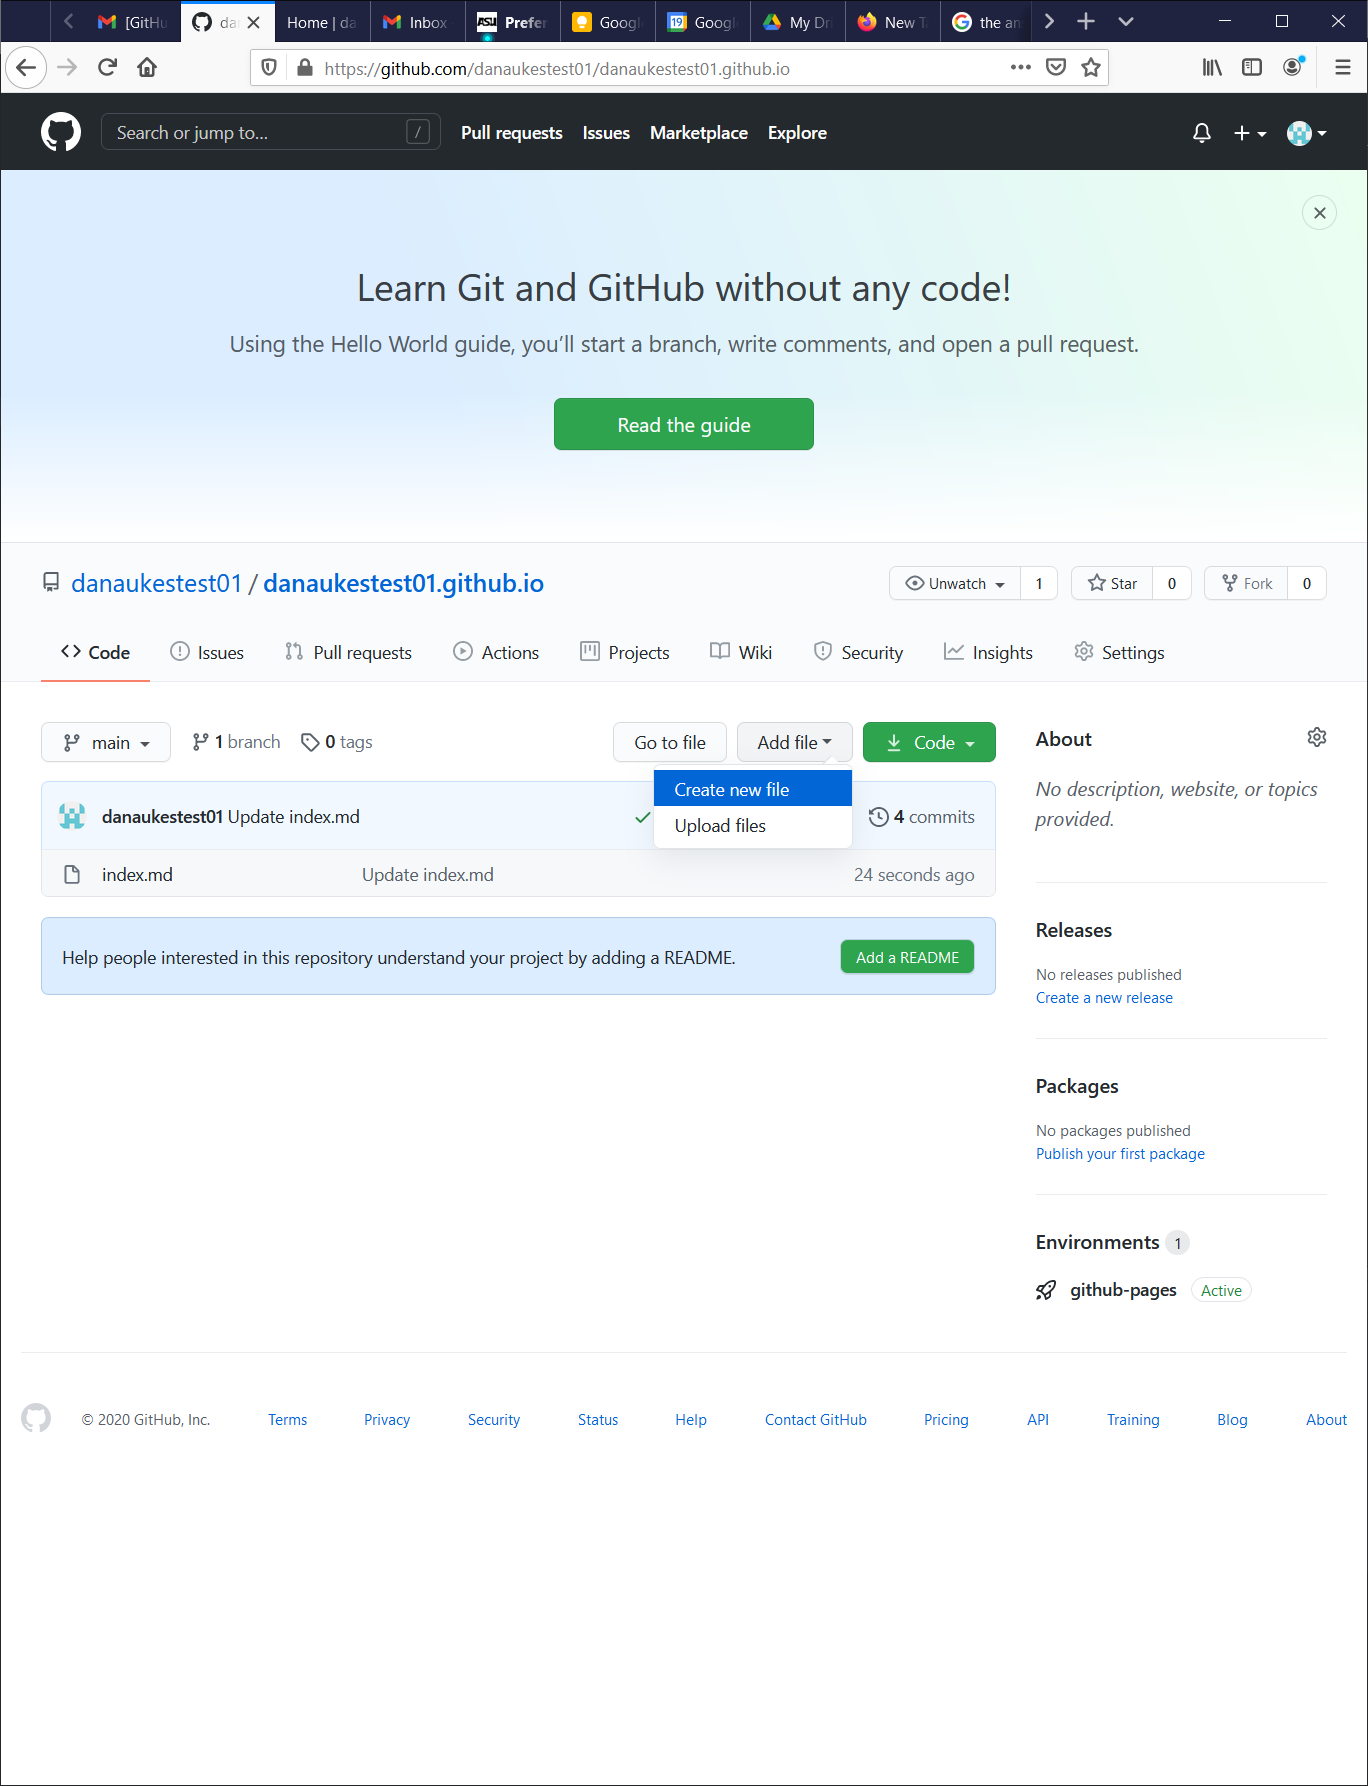 [GitHu
da
Home | da
Inbox
Prefer
Googl
19
Googl
My Dri
New T
the an
https://github.com/danaukestest01/danaukestest01.github.io
Search or jump to...
/
Pull requests
Issues
Marketplace
Explore
Learn Git and GitHub without any code!
Using the Hello World guide, you’ll start a branch, write comments, and open a pull request.
Read the guide
danaukestest01 / danaukestest01.github.io
Unwatch
1
Star
0
Fork
0
Code
Issues
Pull requests
Actions
Projects
Wiki
Security
Insights
Settings
main
1 branch
0 tags
Go to file
Add file
Code
Create new file
Upload files
danaukestest01 Update index.md
4 commits
index.md
Update index.md
24 seconds ago
Help people interested in this repository understand your project by adding a README.
Add a README
About
No description, website, or topics
provided.
Releases
No releases published
Create a new release
Packages
No packages published
Publish your first package
Environments 1
github-pages
Active
© 2020 GitHub, Inc.
Terms
Privacy
Security
Status
Help
Contact GitHub
Pricing
API
Training
Blog
About